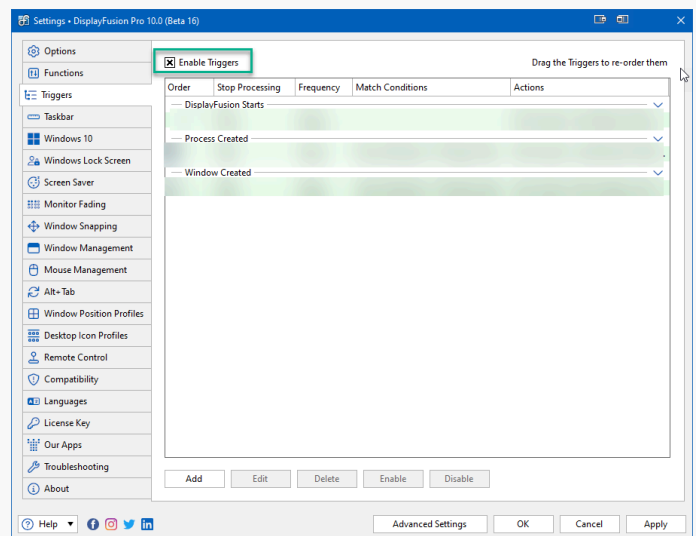 Settings • DisplayFusion Pro 10.0 (Beta 16)
Options
Functions
Triggers
Taskbar
Windows 10
Windows Lock Screen
Screen Saver
Monitor Fading
Window Snapping
Window Management
Mouse Management
Alt+Tab
Window Position Profiles
Desktop Icon Profiles
Remote Control
Compatibility
Languages
License Key
Our Apps
Troubleshooting
About
Enable Triggers
Drag the Triggers to re-order them
Order Stop Processing Frequency Match Conditions Actions
DisplayFusion Starts
Process Created
Window Created
Add Edit Delete Enable Disable
Help
Advanced Settings OK Cancel Apply